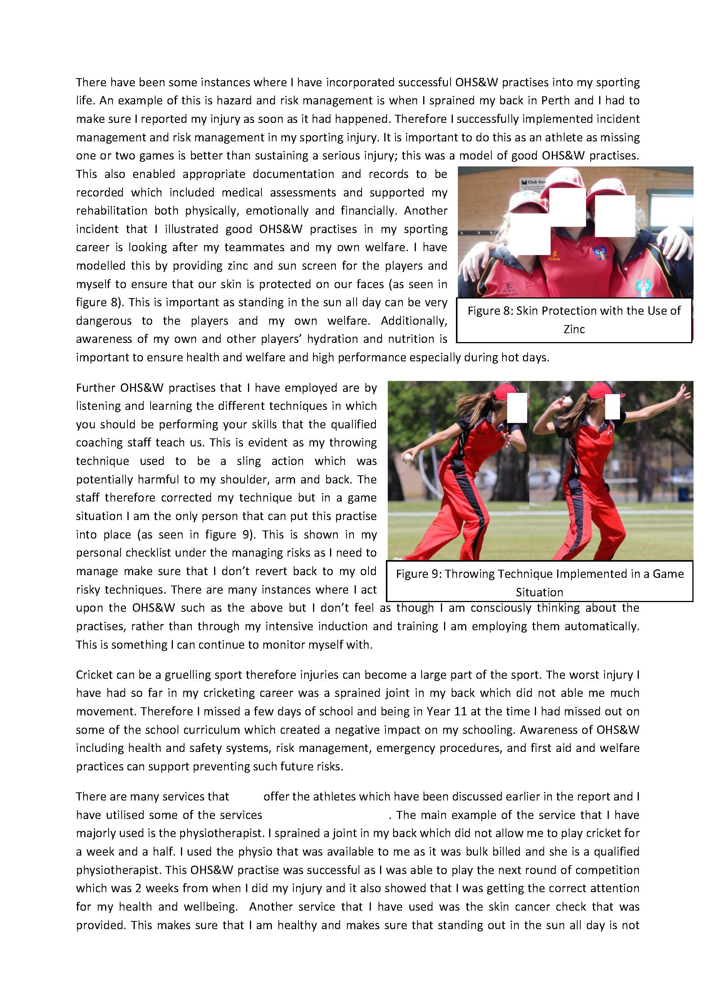 There have been some instances where I have incorporated successful OHS&W practises into my sporting
life. An example of this is hazard and risk management is when I sprained my back in Perth and I had to
make sure I reported my injury as soon as it had happened. Therefore I successfully implemented incident
management and risk management in my sporting injury. It is important to do this as an athlete as missing
one or two games is better than sustaining a serious injury; this was a model of good OHS&W practises.
This also enabled appropriate documentation and records to be
recorded which included medical assessments and supported my
rehabilitation both physically, emotionally and financially. Another
incident that I illustrated good OHS&W practises in my sporting
career is looking after my teammates and my own welfare. I have
modelled this by providing zinc and sun screen for the players and
myself to ensure that our skin is protected on our faces (as seen in
figure 8). This is important as standing in the sun all day can be very
dangerous to the players and my own welfare. Additionally,
awareness of my own and other players' hydration and nutrition is
important to ensure health and welfare and high performance especially during hot days.
Club
KUKRI
Figure 8: Skin Protection with the Use of
Zinc
Further OHS&W practises that I have employed are by
listening and learning the different techniques in which
you should be performing your skills that the qualified
coaching staff teach us. This is evident as my throwing
technique used to be a sling action which was
potentially harmful to my shoulder, arm and back. The
staff therefore corrected my technique but in a game
situation I am the only person that can put this practise
into place (as seen in figure 9). This is shown in my
personal checklist under the managing risks as I need to
manage make sure that I don't revert back to my old
risky techniques. There are many instances where I act
upon the OHS&W such as the above but I don't feel as though I am consciously thinking about the
practises, rather than through my intensive induction and training I am employing them automatically.
This is something I can continue to monitor myself with.
Figure 9: Throwing Technique Implemented in a Game
Situation
Cricket can be a gruelling sport therefore injuries can become a large part of the sport. The worst injury I
have had so far in my cricketing career was a sprained joint in my back which did not able me much
movement. Therefore I missed a few days of school and being in Year 11 at the time I had missed out on
some of the school curriculum which created a negative impact on my schooling. Awareness of OHS&W
including health and safety systems, risk management, emergency procedures, and first aid and welfare
practices can support preventing such future risks.
There are many services that offer the athletes which have been discussed earlier in the report and I
have utilised some of the services . The main example of the service that I have
majorly used is the physiotherapist. I sprained a joint in my back which did not allow me to play cricket for
a week and a half. I used the physio that was available to me as it was bulk billed and she is a qualified
physiotherapist. This OHS&W practise was successful as I was able to play the next round of competition
which was 2 weeks from when I did my injury and it also showed that I was getting the correct attention
for my health and wellbeing. Another service that I have used was the skin cancer check that was
provided. This makes sure that I am healthy and makes sure that standing out in the sun all day is not